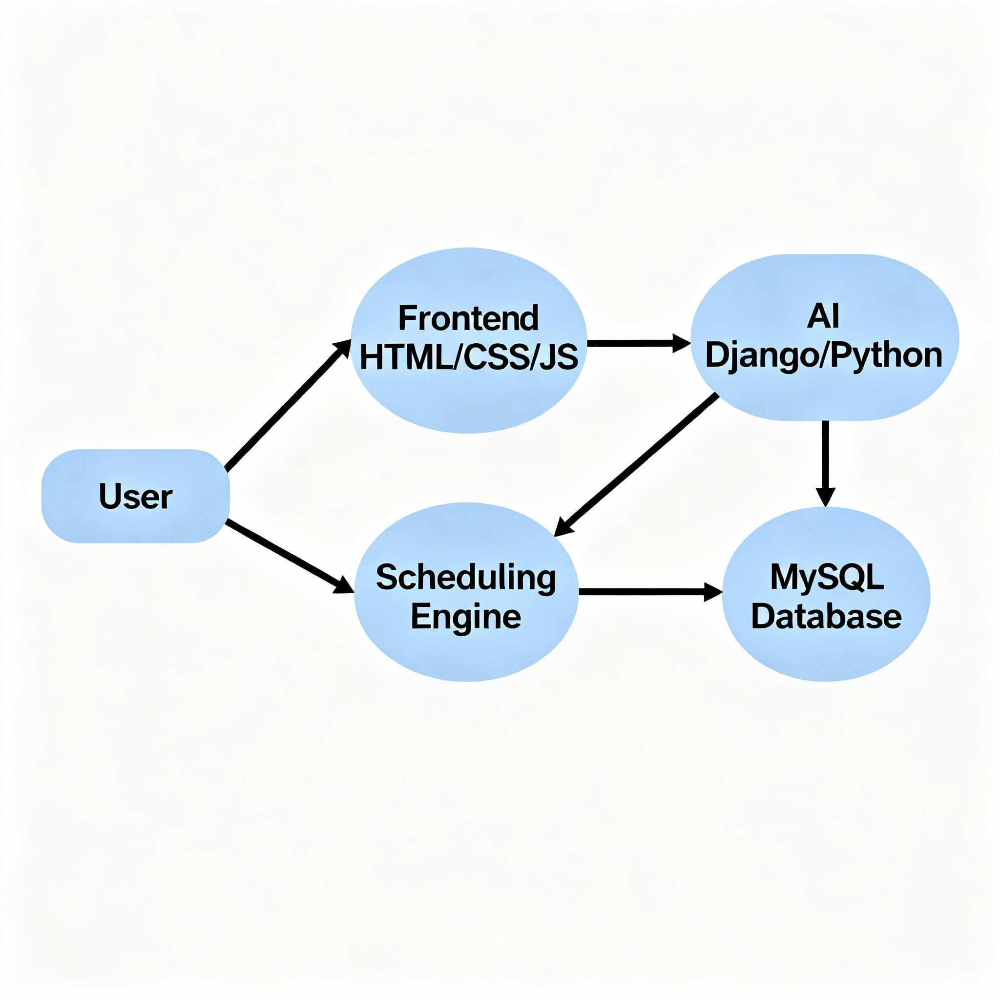 Frontend
HTML/CSS/JS
AI
Django/Python
User
Scheduling
Engine
MySQL
Database